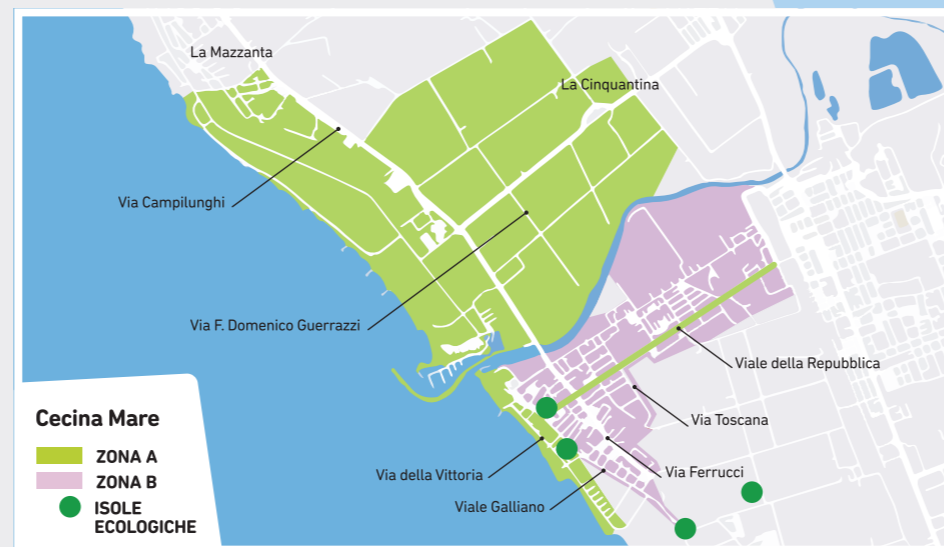 La Mazzanta
La Cinquantina
Via Campilunghi
Via F. Domenico Guerrazzi
Viale della Repubblica
Via Toscana
Via Ferrucci
Via della Vittoria
Viale Galliano
Cecina Mare
ZONA A
ZONA B
ISOLE
ECOLOGICHE